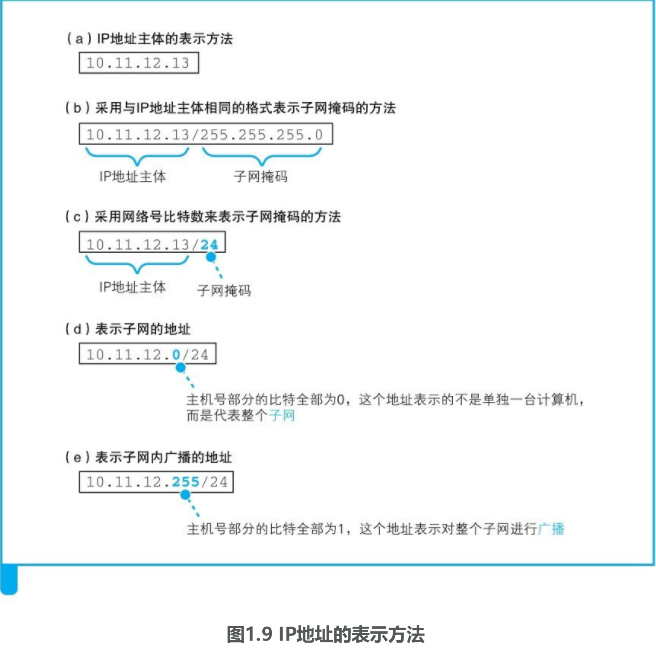 (a) IP地址主体的表示方法
10.11.12.13
(b) 采用与IP地址主体相同的格式表示子网掩码的方法
10.11.12.13/255.255.255.0
IP地址主体 子网掩码
(c) 采用网络号比特数来表示子网掩码的方法
10.11.12.13/24
IP地址主体 子网掩码
(d) 表示子网的地址
10.11.12.0/24
主机号部分的比特全部为0，这个地址表示的不是单独一台计算机，
而是代表整个子网
(e) 表示子网内广播的地址
10.11.12.255/24
主机号部分的比特全部为1，这个地址表示对整个子网进行广播
图1.9 IP地址的表示方法